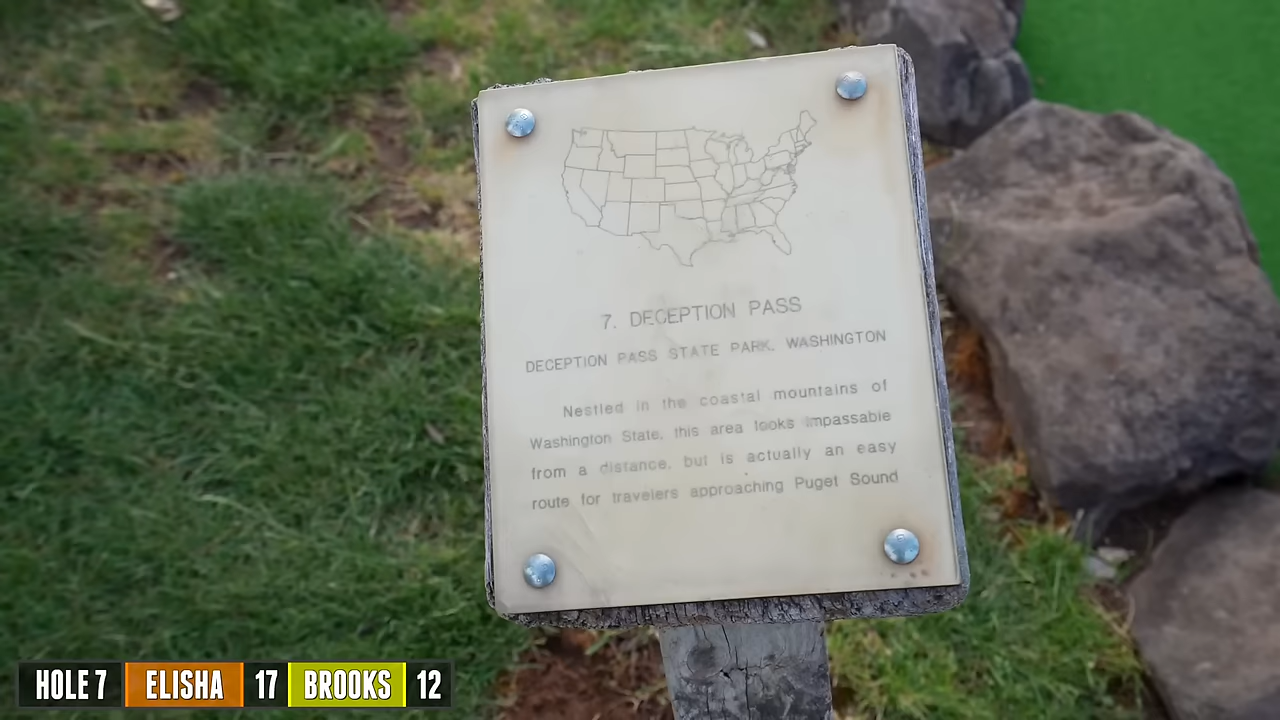 7. DECEPTION PASS
DECEPTION PASS STATE PARK, WASHINGTON
Nestled in the coastal mountains of
Washington State, this area looks impassable
from a distance, but is actually an easy
route for travelers approaching Puget Sound
HOLE 7 ELISHA 17 BROOKS 12